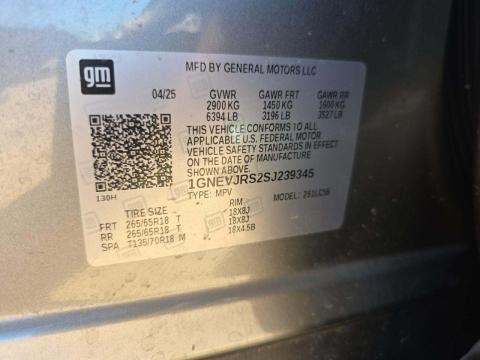 gm
MFD BY GENERAL MOTORS LLC
04/25 GVWR GAWR FRT GAWR RR
2900 KG 1450 KG 1600 KG
6394 LB 3196 LB 3527 LB
THIS VEHICLE CONFORMS TO ALL
APPLICABLE U.S. FEDERAL MOTOR
VEHICLE SAFETY STANDARDS IN
EFFECT ON THE DATE OF
MANUFACTURE SHOWN ABOVE.
1GNEVJRS2SJ239345
TYPE: MPV MODEL:
130H
TIRE SIZE RIM
FRT 265/65R18 T 18X8J
RR 265/65R18 T 18X8J
SPA T135/70R18 M 18X4.5B